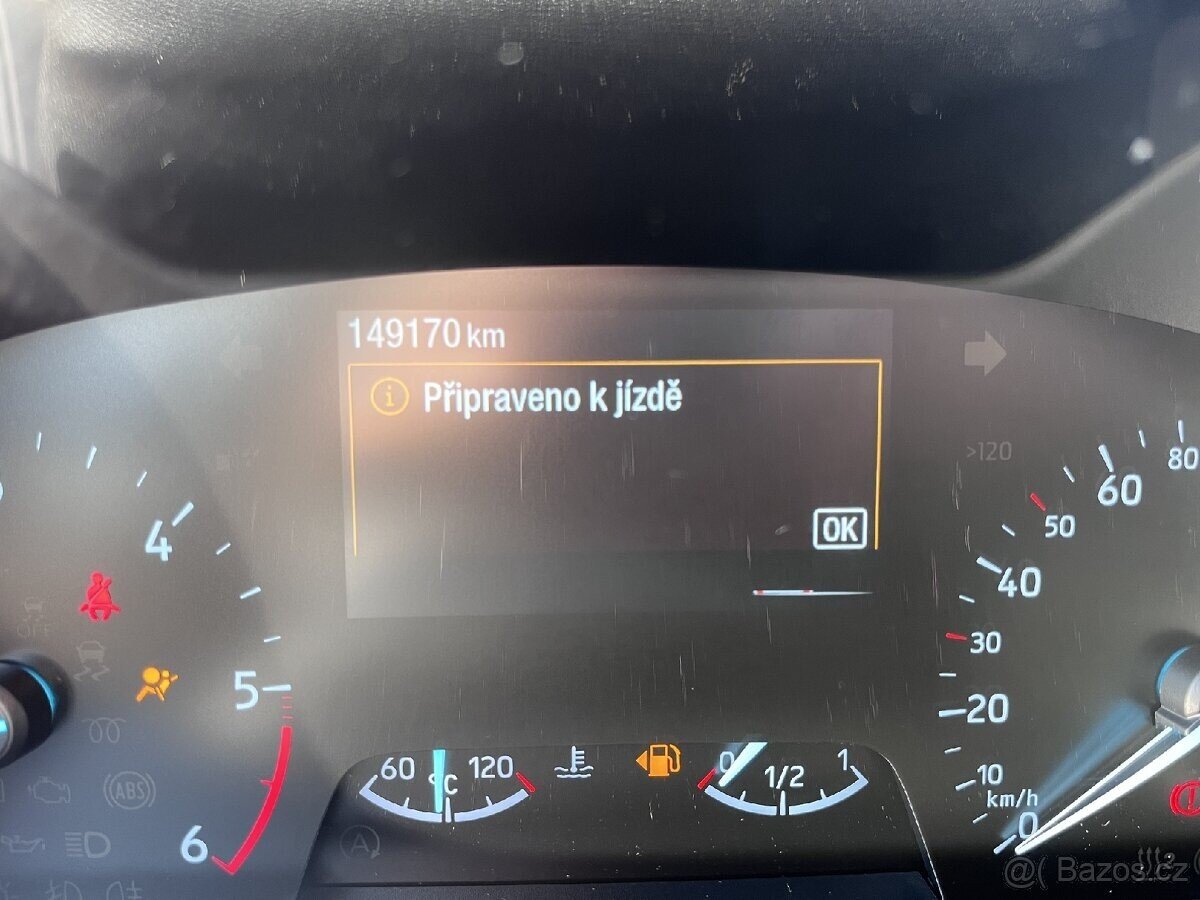 149170 km
i Připraveno k jízdě
OK
>120
80
60
50
4
40
30
OFF
5
20
60 °C 120
0 1/2 1
10
km/h
0
ABS
6
A
@( Bazos.cz